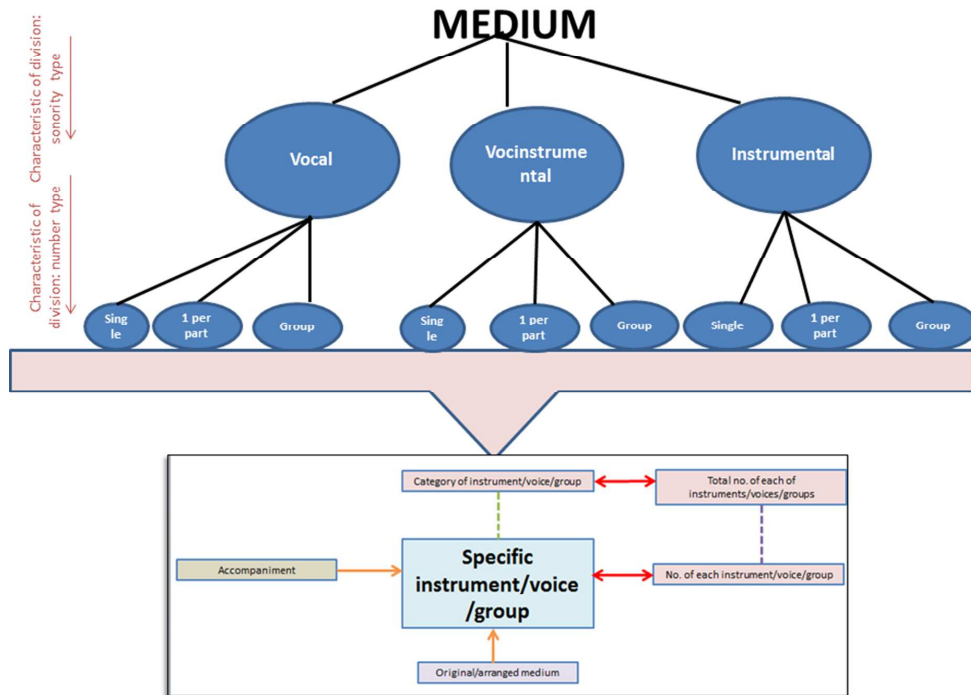 MEDIUM
Characteristic of division:
sonority type
Vocal
Vocinstrume
ntal
Instrumental
Characteristic of
division: number type
Sing
le
1 per
part
Group
Sing
le
1 per
part
Group
Single
1 per
part
Group
Category of instrument/voice/group
Total no. of each of
instruments/voices/groups
Accompaniment
Specific
instrument/voice
/group
No. of each instrument/voice/group
Original/arranged medium